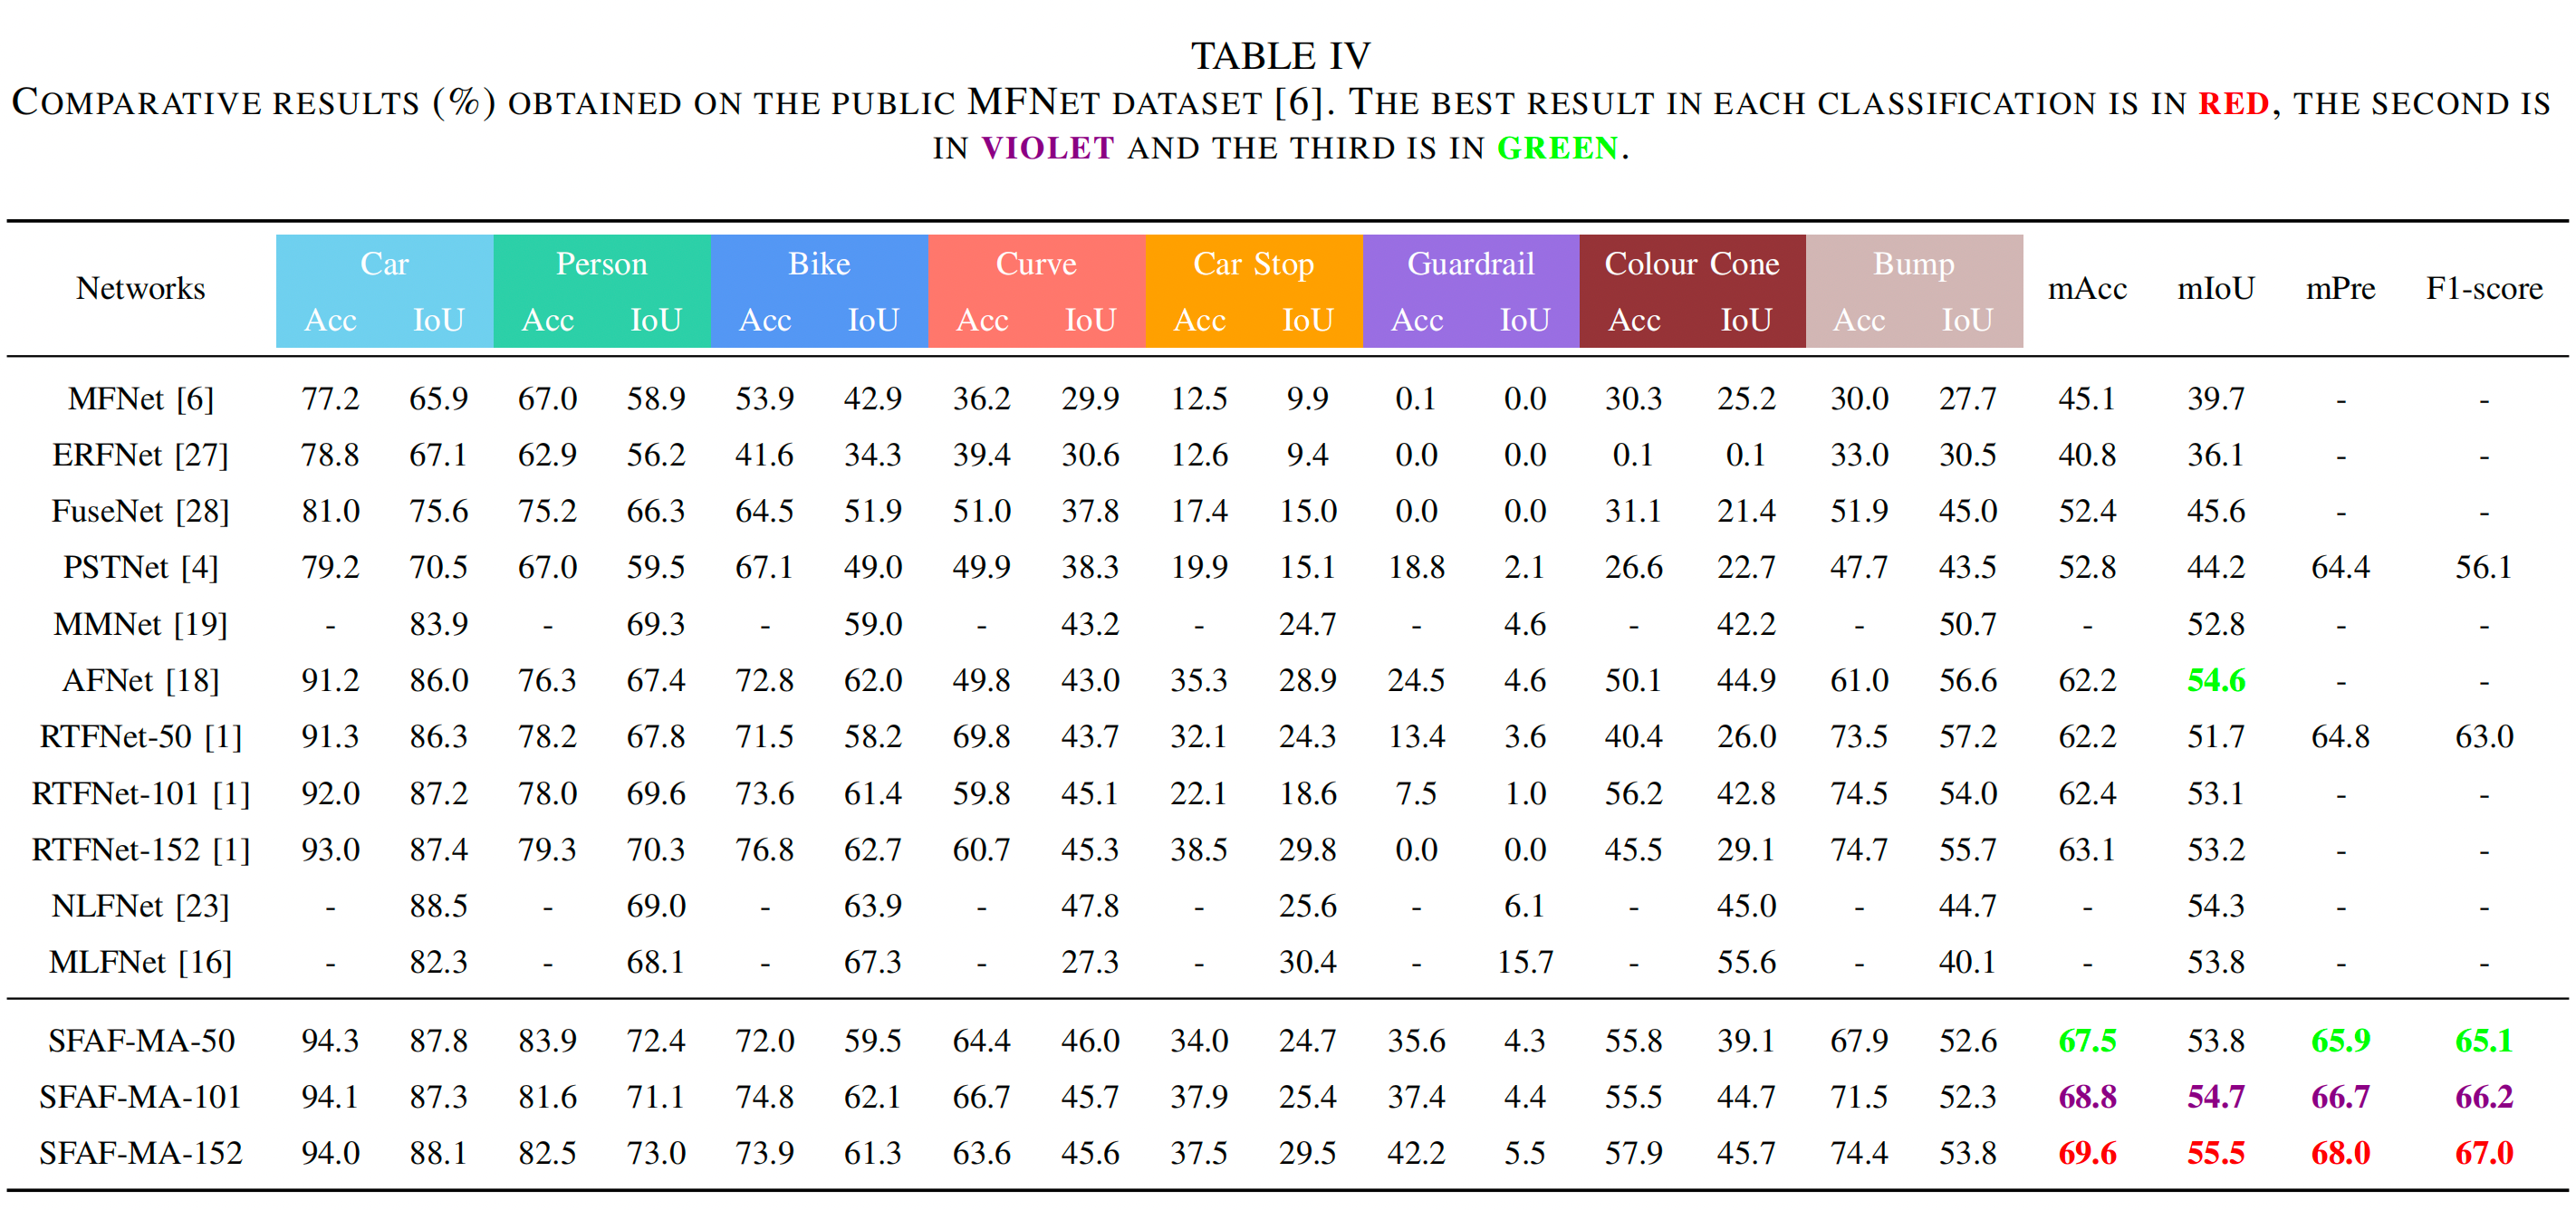 TABLE IV
COMPARATIVE RESULTS (%) OBTAINED ON THE PUBLIC MFNET DATASET [6]. THE BEST RESULT IN EACH CLASSIFICATION IS IN RED, THE SECOND IS
IN VIOLET AND THE THIRD IS IN GREEN.
Networks Car Person Bike Curve Car Stop Guardrail Colour Cone Bump mAcc mIoU mPre F1-score
Acc IoU Acc IoU Acc IoU Acc IoU Acc IoU Acc IoU Acc IoU Acc IoU
MFNet [6] 77.2 65.9 67.0 58.9 53.9 42.9 36.2 29.9 12.5 9.9 0.1 0.0 30.3 25.2 30.0 27.7 45.1 39.7 - -
ERFNet [27] 78.8 67.1 62.9 56.2 41.6 34.3 39.4 30.6 12.6 9.4 0.0 0.0 0.1 0.1 33.0 30.5 40.8 36.1 - -
FuseNet [28] 81.0 75.6 75.2 66.3 64.5 51.9 51.0 37.8 17.4 15.0 0.0 0.0 31.1 21.4 51.9 45.0 52.4 45.6 - -
PSTNet [4] 79.2 70.5 67.0 59.5 67.1 49.0 49.9 38.3 19.9 15.1 18.8 2.1 26.6 22.7 47.7 43.5 52.8 44.2 64.4 56.1
MMNet [19] - 83.9 - 69.3 - 59.0 - 43.2 - 24.7 - 4.6 - 42.2 - 50.7 - 52.8 - -
AFNet [18] 91.2 86.0 76.3 67.4 72.8 62.0 49.8 43.0 35.3 28.9 24.5 4.6 50.1 44.9 61.0 56.6 62.2 54.6 - -
RTFNet-50 [1] 91.3 86.3 78.2 67.8 71.5 58.2 69.8 43.7 32.1 24.3 13.4 3.6 40.4 26.0 73.5 57.2 62.2 51.7 64.8 63.0
RTFNet-101 [1] 92.0 87.2 78.0 69.6 73.6 61.4 59.8 45.1 22.1 18.6 7.5 1.0 56.2 42.8 74.5 54.0 62.4 53.1 - -
RTFNet-152 [1] 93.0 87.4 79.3 70.3 76.8 62.7 60.7 45.3 38.5 29.8 0.0 0.0 45.5 29.1 74.7 55.7 63.1 53.2 - -
NLFNet [23] - 88.5 - 69.0 - 63.9 - 47.8 - 25.6 - 6.1 - 45.0 - 44.7 - 54.3 - -
MLFNet [16] - 82.3 - 68.1 - 67.3 - 27.3 - 30.4 - 15.7 - 55.6 - 40.1 - 53.8 - -
SFAF-MA-50 94.3 87.8 83.9 72.4 72.0 59.5 64.4 46.0 34.0 24.7 35.6 4.3 55.8 39.1 67.9 52.6 67.5 53.8 65.9 65.1
SFAF-MA-101 94.1 87.3 81.6 71.1 74.8 62.1 66.7 45.7 37.9 25.4 37.4 4.4 55.5 44.7 71.5 52.3 68.8 54.7 66.7 66.2
SFAF-MA-152 94.0 88.1 82.5 73.0 73.9 61.3 63.6 45.6 37.5 29.5 42.2 5.5 57.9 45.7 74.4 53.8 69.6 55.5 68.0 67.0